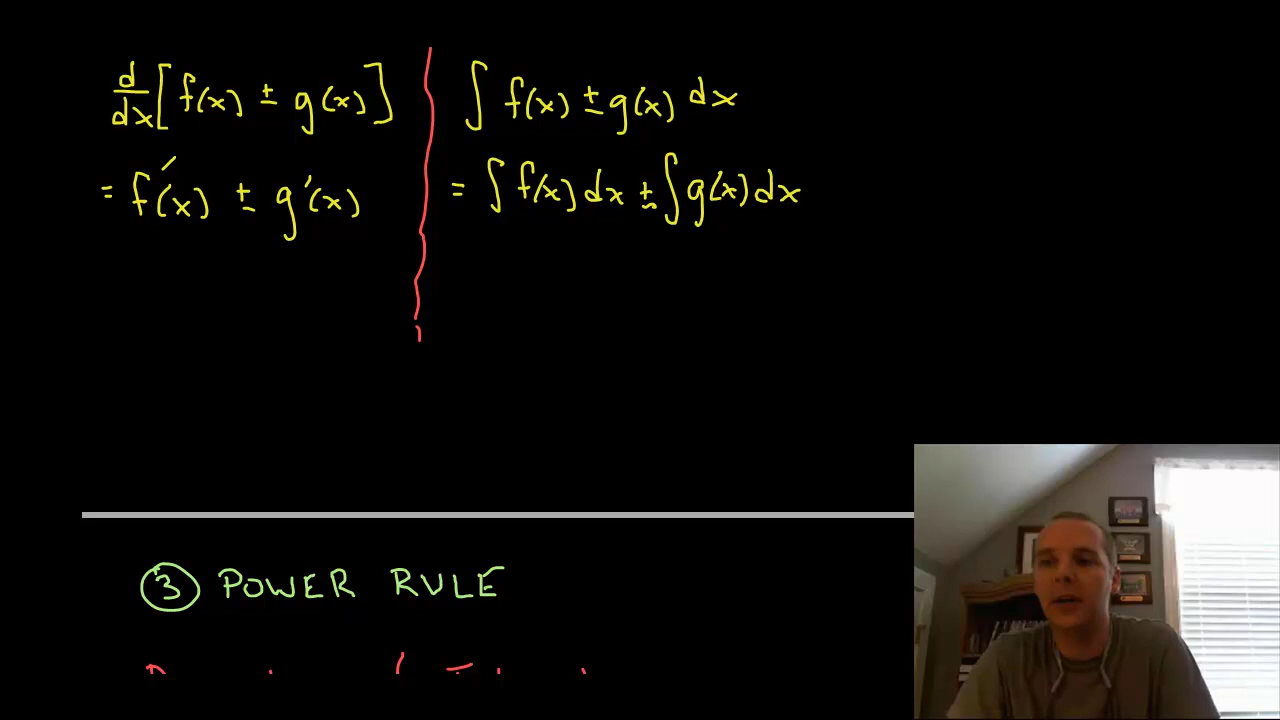 d/dx [f(x) ± g(x)]
= f'(x) ± g'(x)
∫ f(x) ± g(x) dx
= ∫ f(x) dx ± ∫ g(x) dx
③ POWER RULE